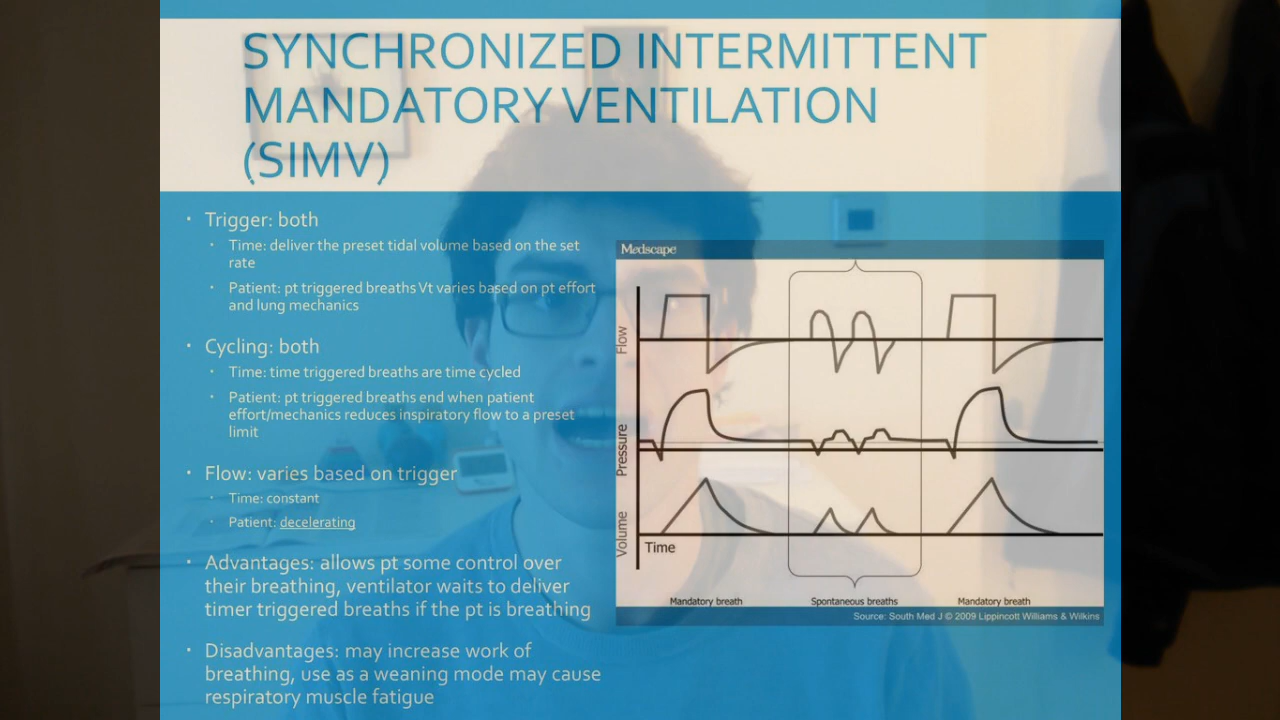 SYNCHRONIZED INTERMITTENT
MANDATORY VENTILATION
(SIMV)
• Trigger: both
• Time: deliver the preset tidal volume based on the set
rate
• Patient: pt triggered breaths Vt varies based on pt effort
and lung mechanics
• Cycling: both
• Time: time triggered breaths are time cycled
• Patient: pt triggered breaths end when patient
effort/mechanics reduces inspiratory flow to a preset
limit
• Flow: varies based on trigger
• Time: constant
• Patient: decelerating
• Advantages: allows pt some control over
their breathing, ventilator waits to deliver
timer triggered breaths if the pt is breathing
• Disadvantages: may increase work of
breathing, use as a weaning mode may cause
respiratory muscle fatigue
Medscape
Flow
Pressure
Volume
Time
Mandatory breath
Spontaneous breaths
Mandatory breath
Source: South Med J © 2009 Lippincott Williams & Wilkins